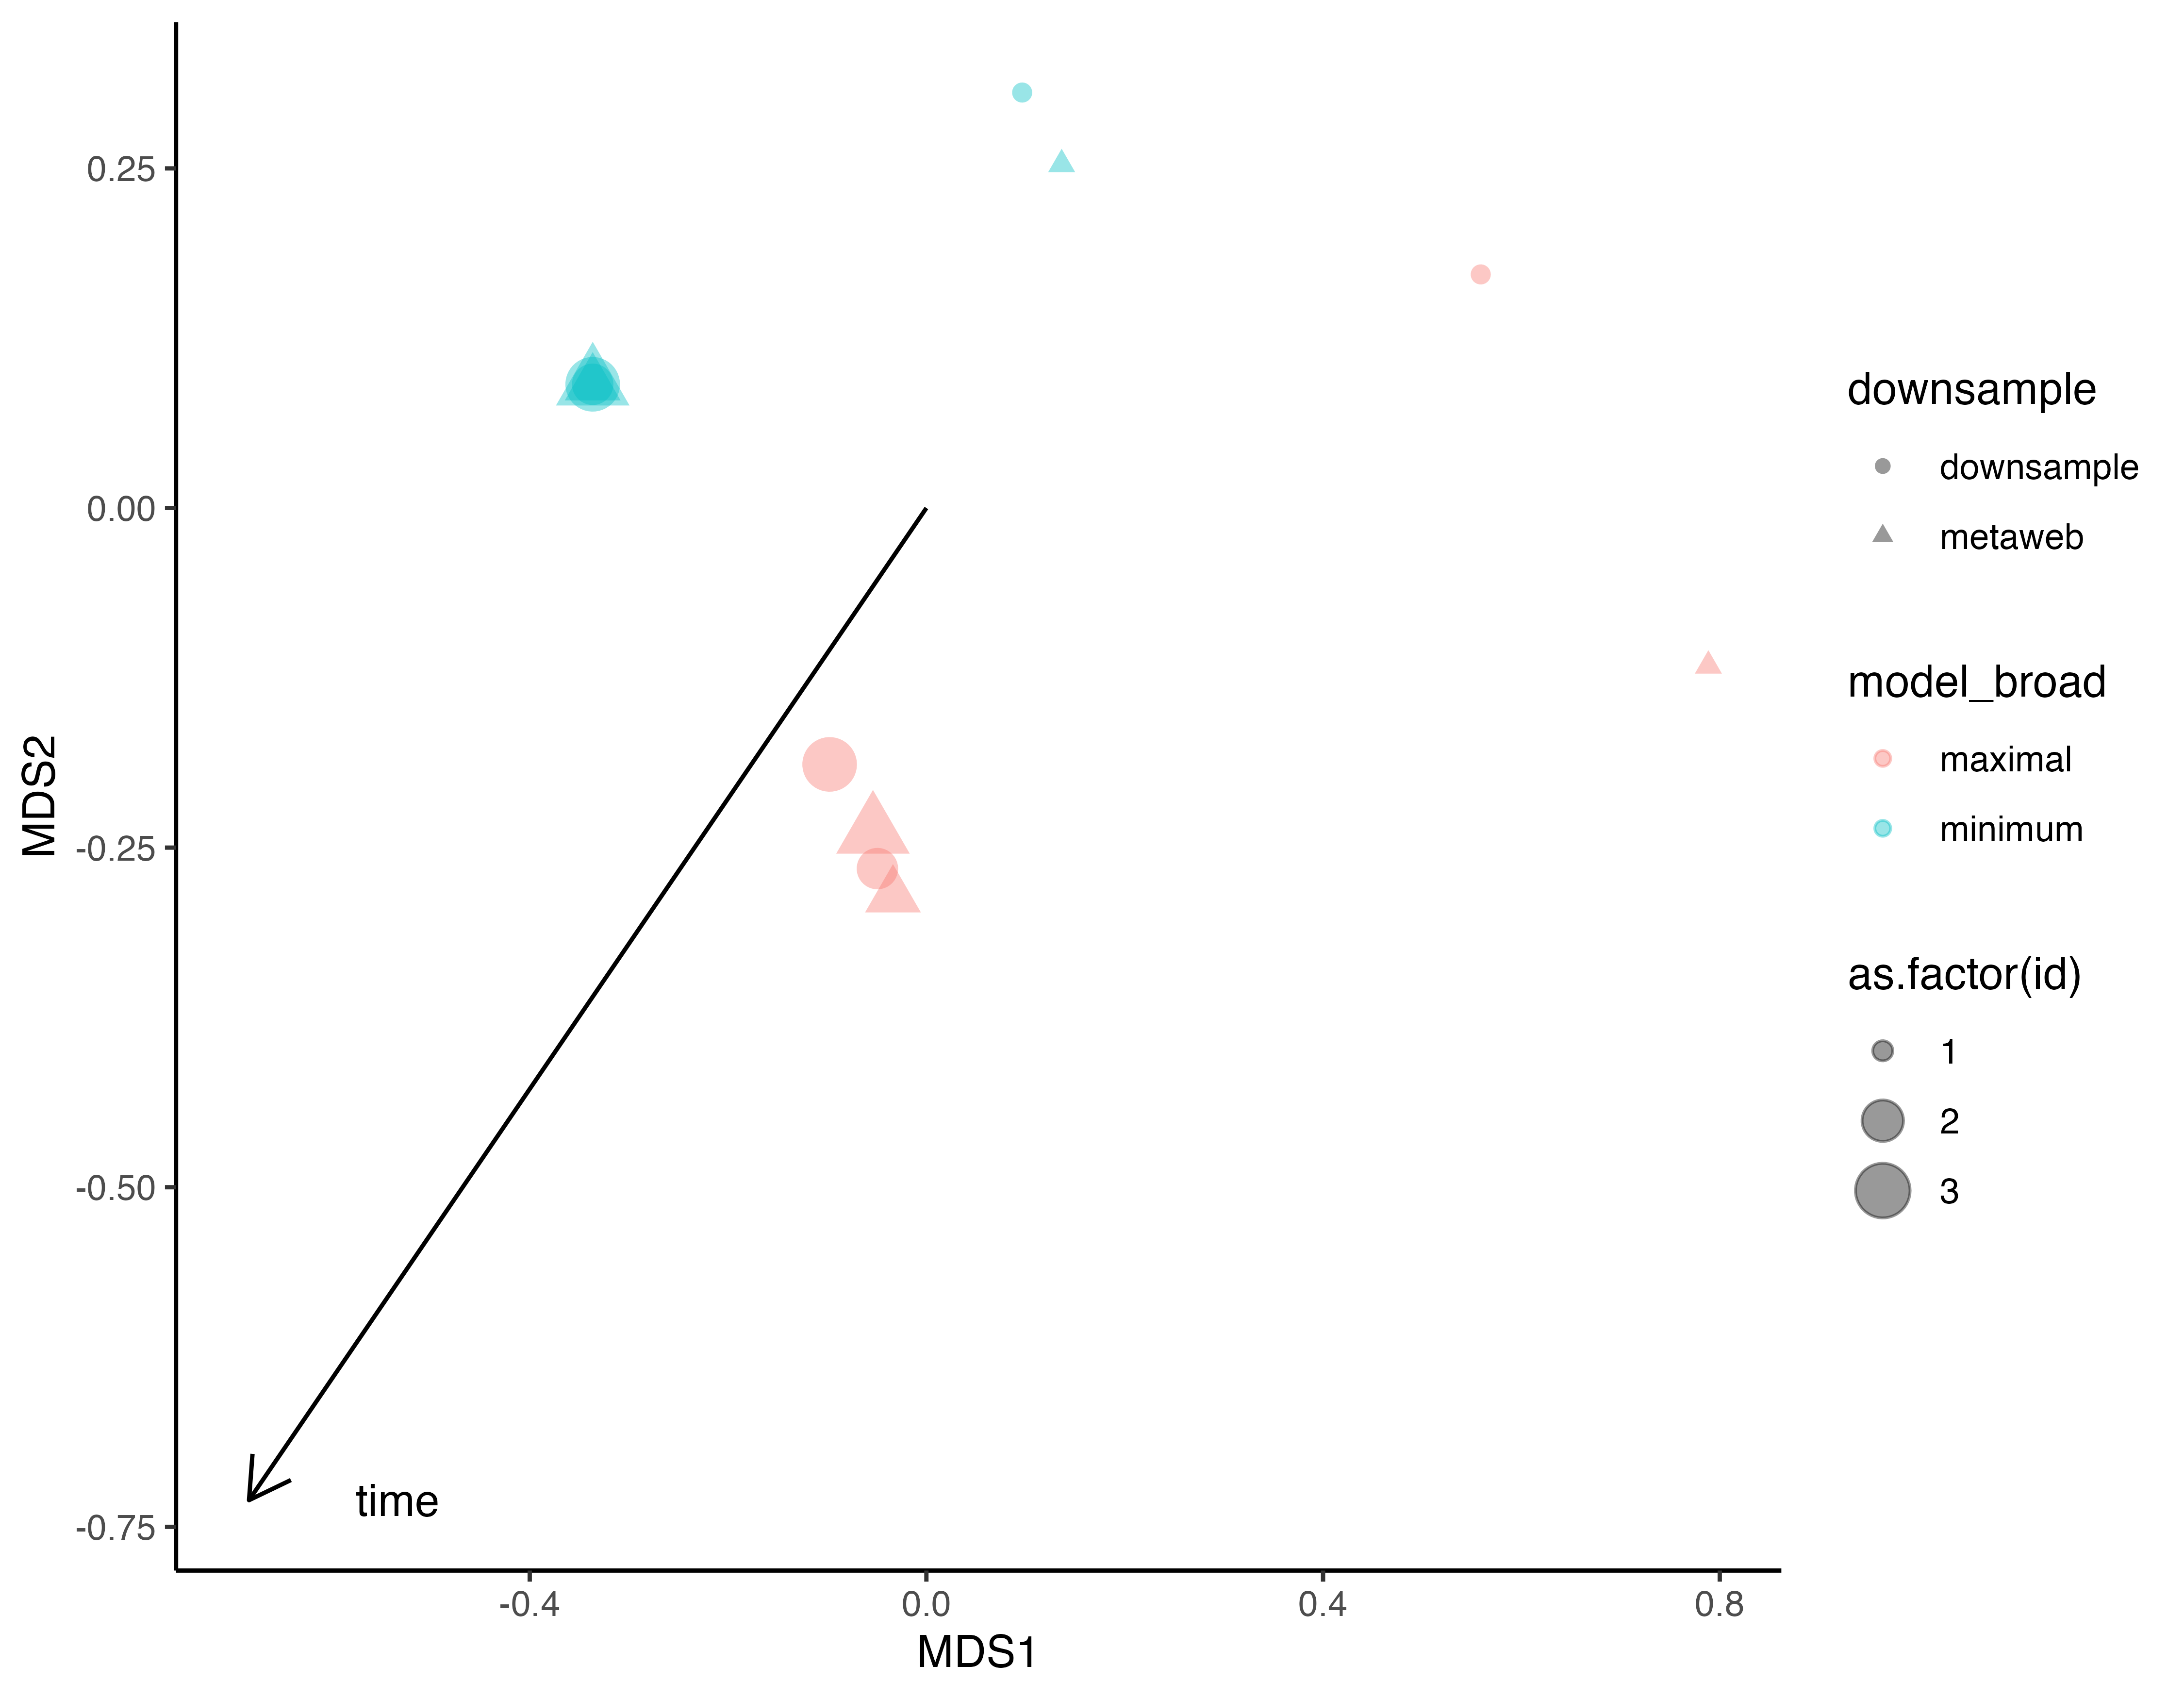 0.25
0.00
-0.25
-0.50
-0.75
MDS2
-0.4
0.0
0.4
0.8
MDS1
time
downsample
downsample
metaweb
model_broad
maximal
minimum
as.factor(id)
1
2
3